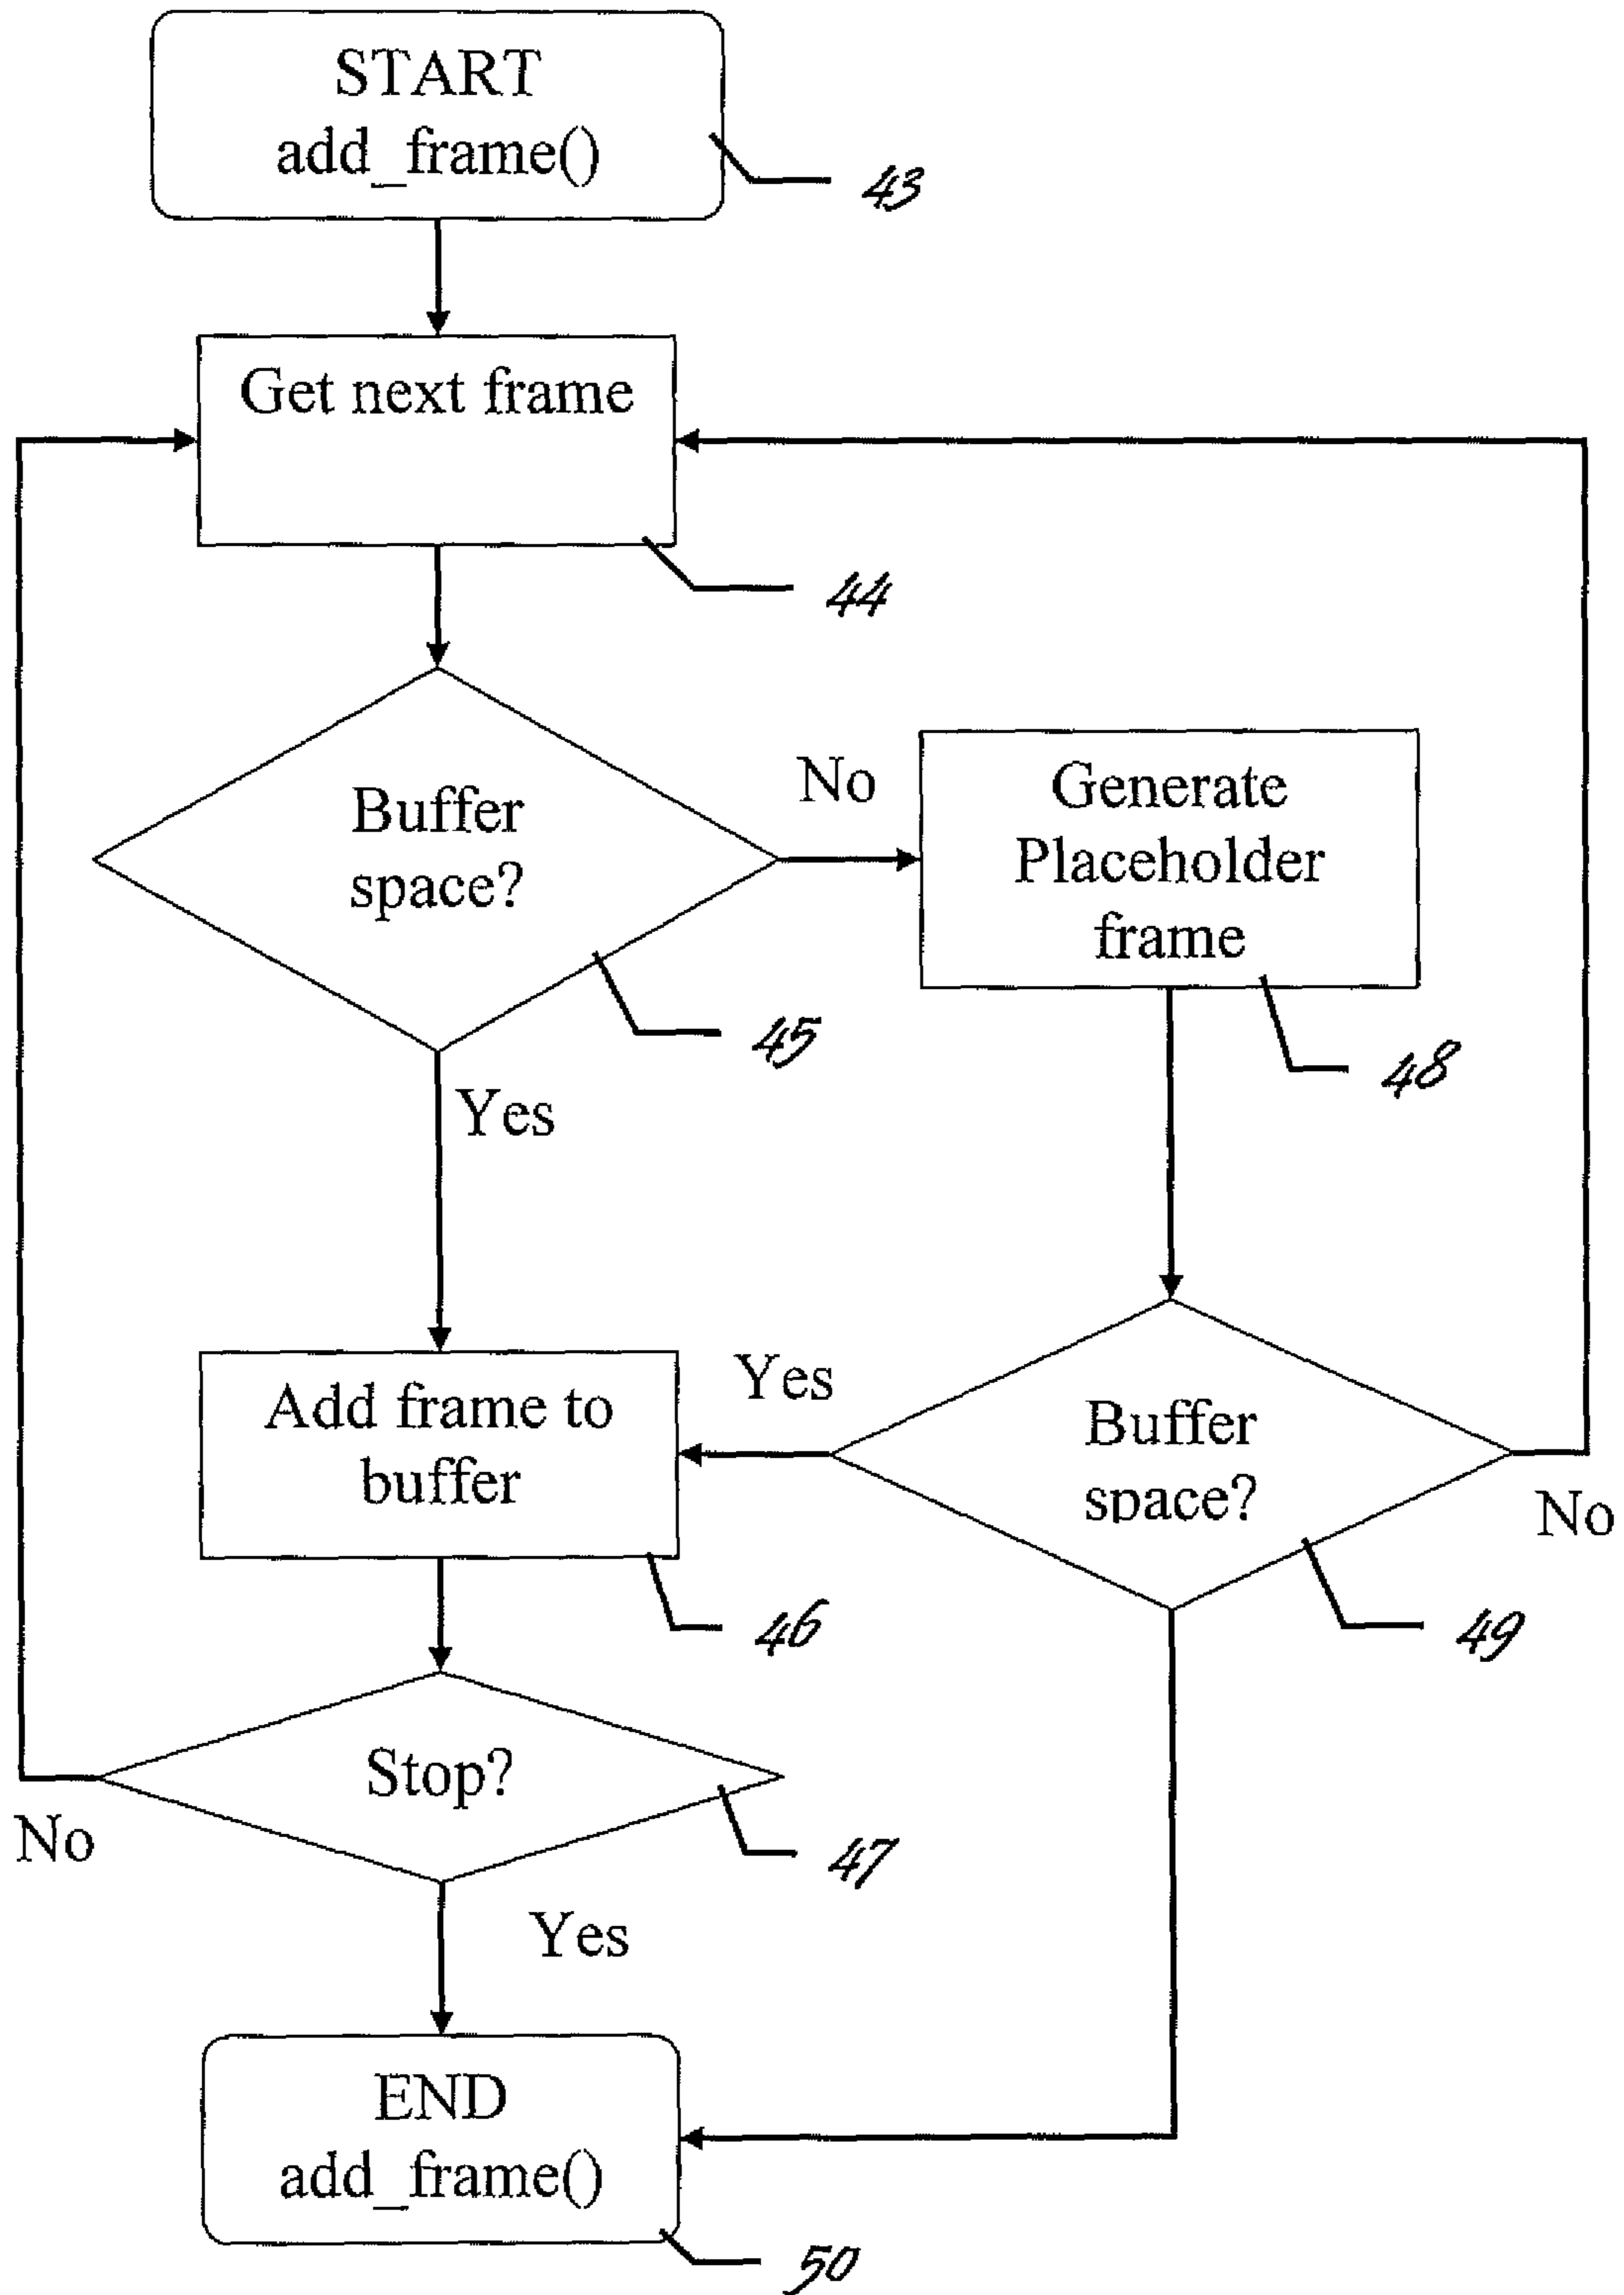 START
add_frame()
43
Get next frame
44
Buffer
space?
45
No
Generate
Placeholder
frame
48
Yes
Add frame to
buffer
46
Yes
Buffer
space?
49
No
Stop?
47
No
Yes
END
add_frame()
50